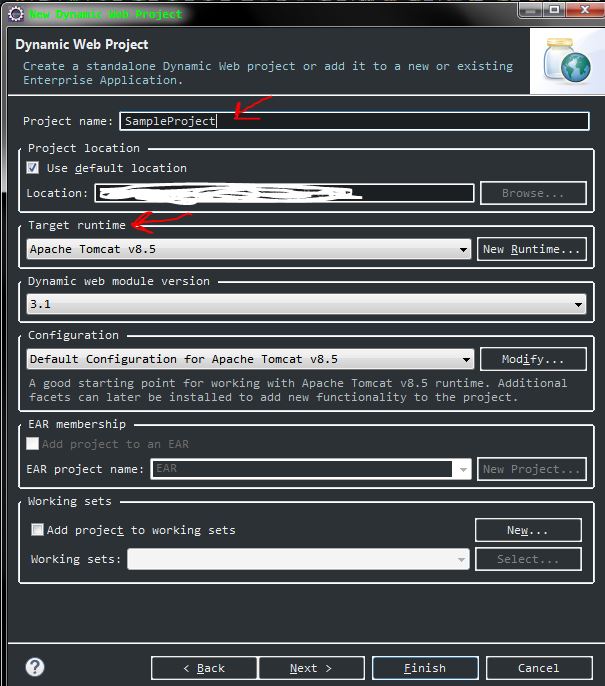 New Dynamic Web Project
Dynamic Web Project
Create a standalone Dynamic Web project or add it to a new or existing
Enterprise Application.
Project name: SampleProject
Project location
Use default location
Location: Browse...
Target runtime
Apache Tomcat v8.5 New Runtime...
Dynamic web module version
3.1
Configuration
Default Configuration for Apache Tomcat v8.5 Modify...
A good starting point for working with Apache Tomcat v8.5 runtime. Additional
facets can later be installed to add new functionality to the project.
EAR membership
Add project to an EAR
EAR project name: EAR New Project...
Working sets
Add project to working sets New...
Working sets: Select...
? < Back Next > Finish Cancel